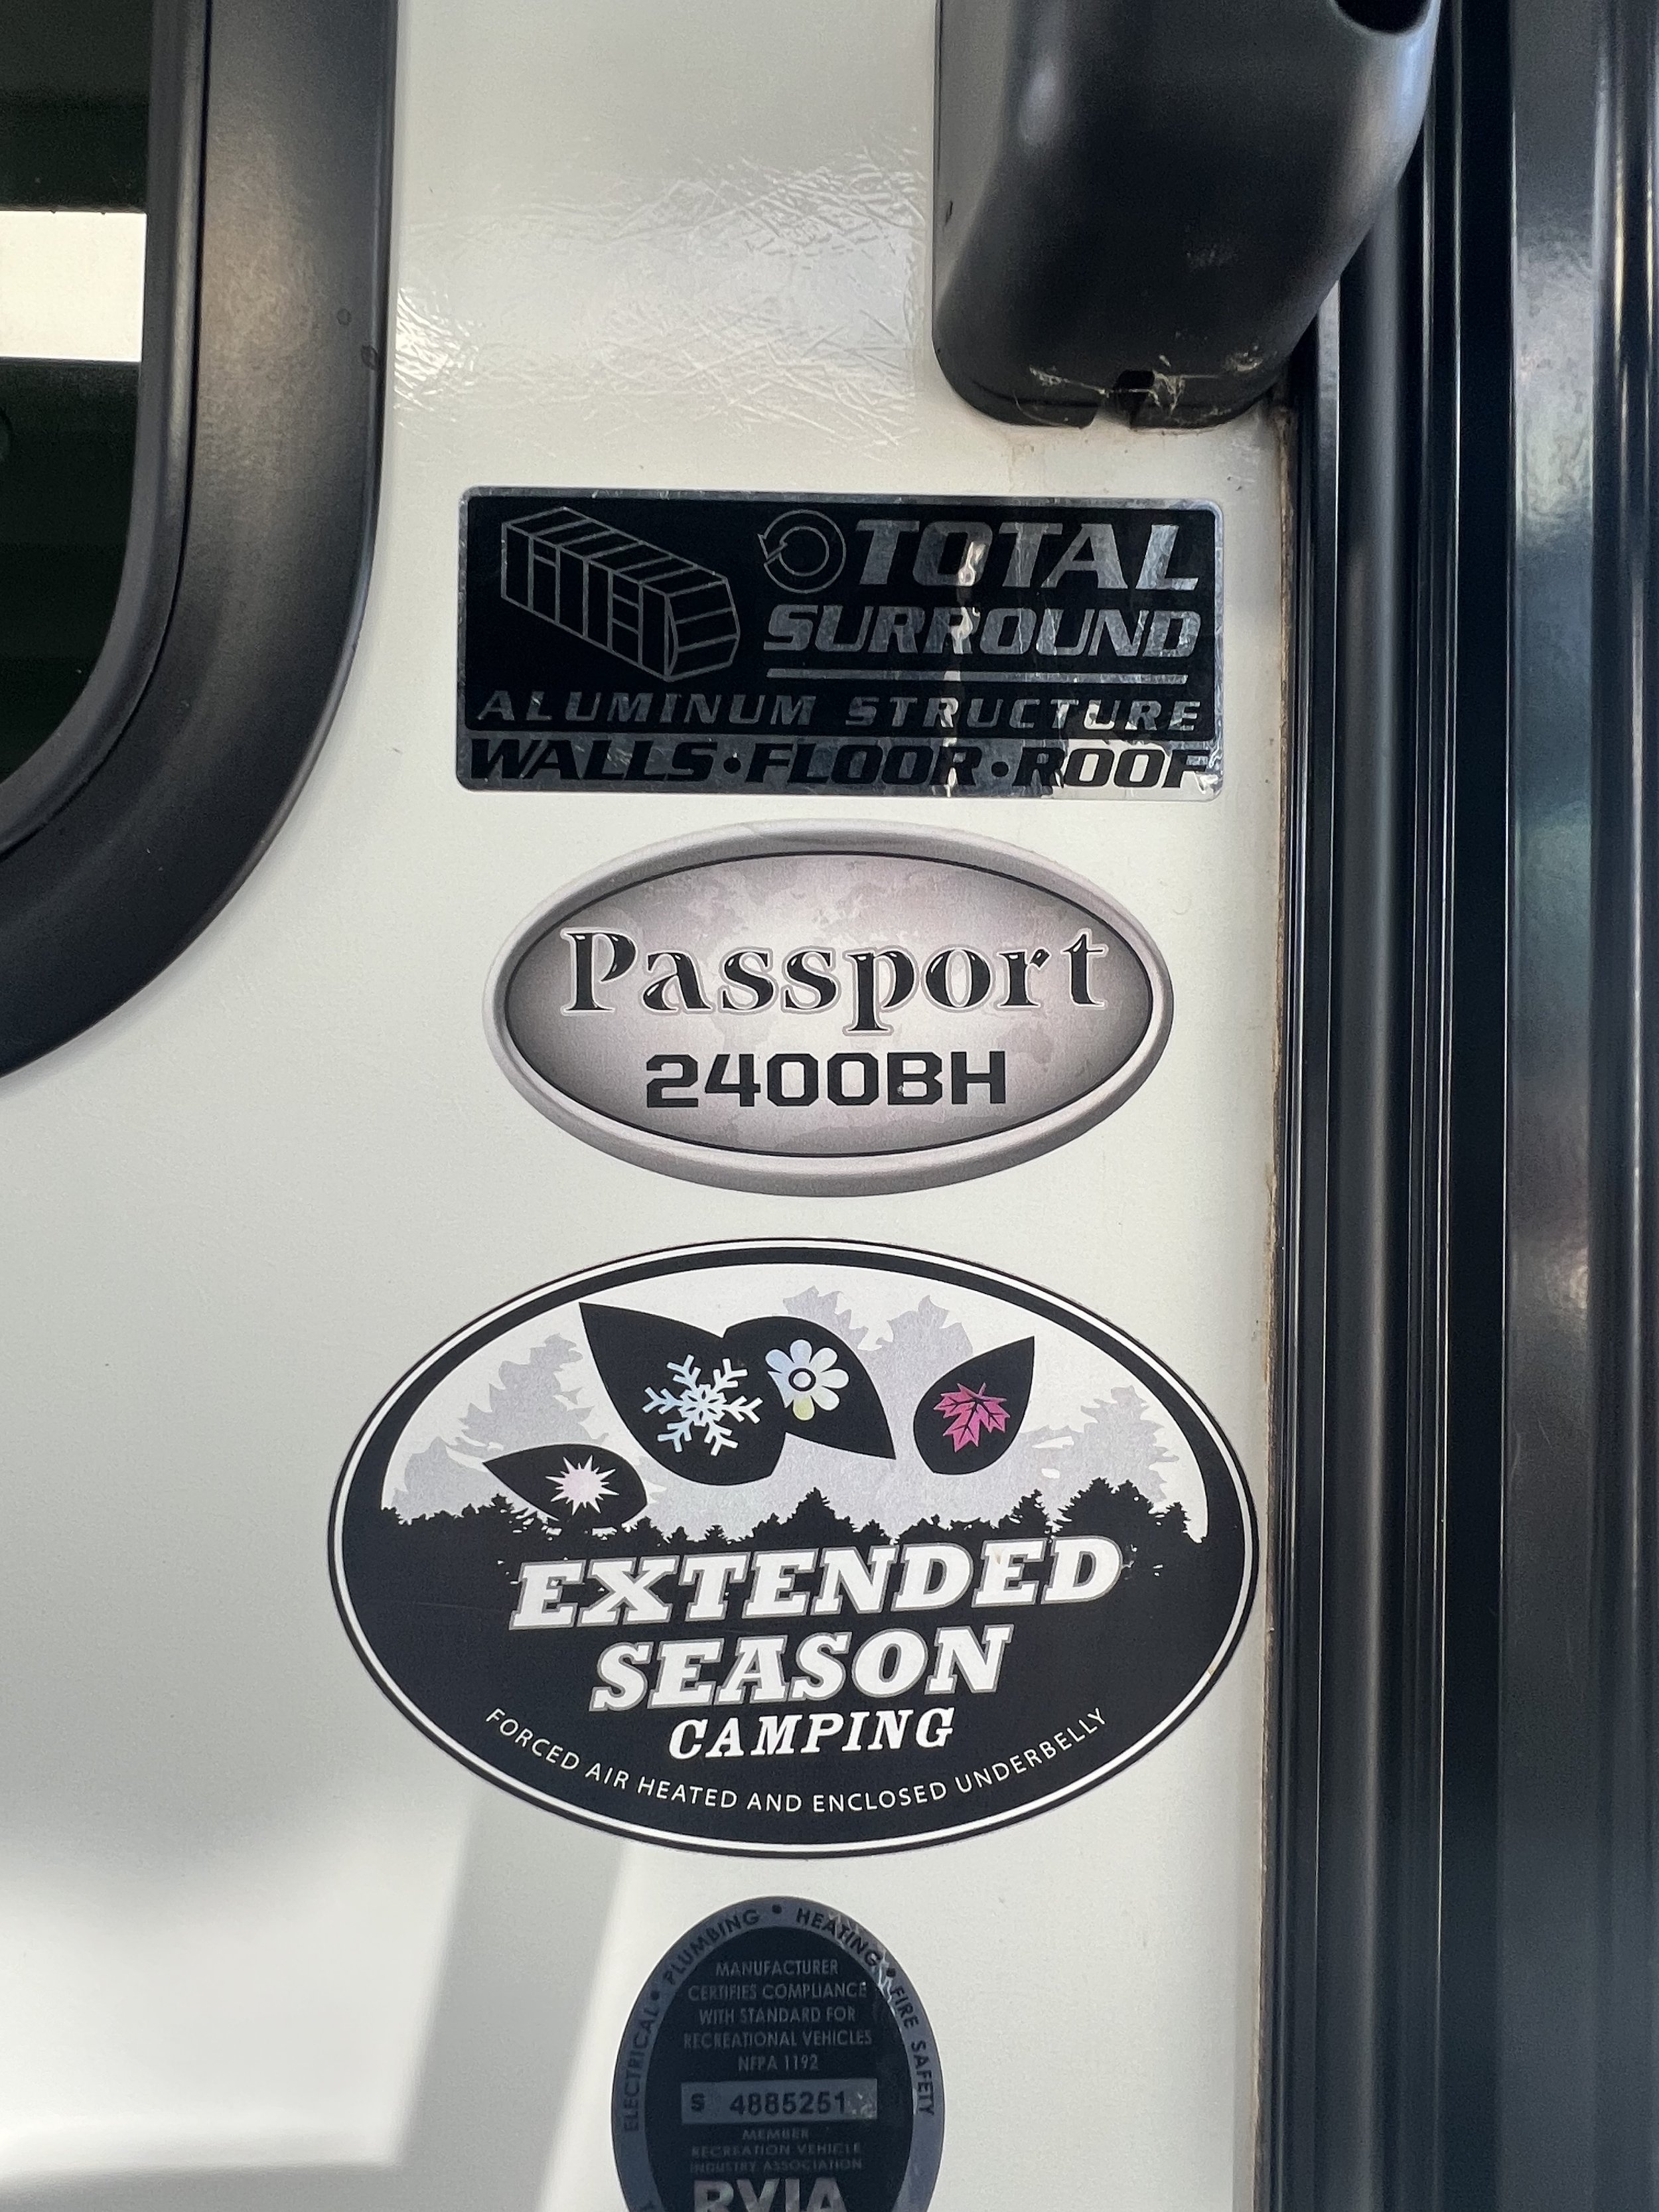 TOTAL
SURROUND
ALUMINUM STRUCTURE
WALLS•FLOOR•ROOF
Passport
2400BH
EXTENDED
SEASON
CAMPING
FORCED AIR HEATED AND ENCLOSED UNDERBELLY
ELECTRICAL • PLUMBING • HEATING • FIRE SAFETY
MANUFACTURER
CERTIFIES COMPLIANCE
WITH STANDARD FOR
RECREATIONAL VEHICLES
NFPA 1192
S 4885251
MEMBER
RECREATION VEHICLE
INDUSTRY ASSOCIATION
RVIA